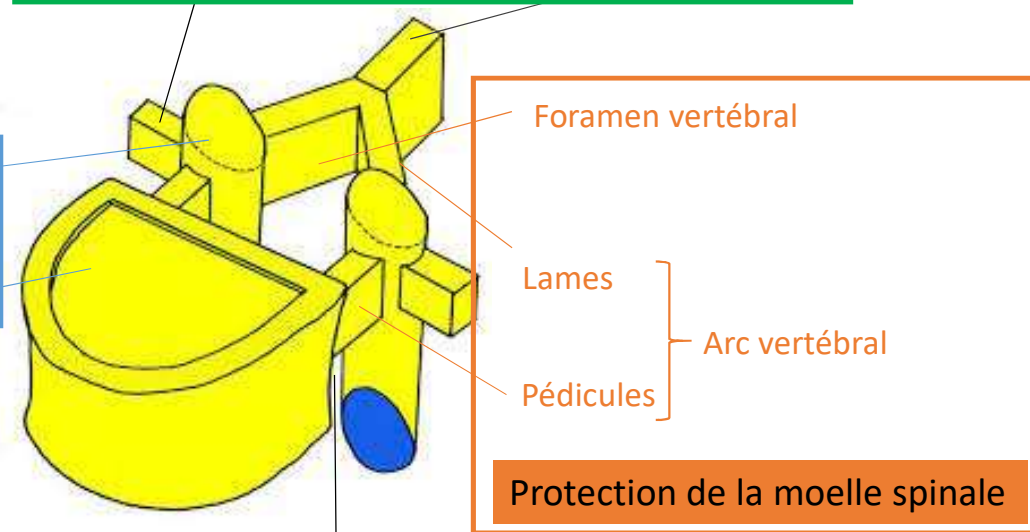 Foramen vertébral
Lames
Arc vertébral
Pédicules
Protection de la moelle spinale